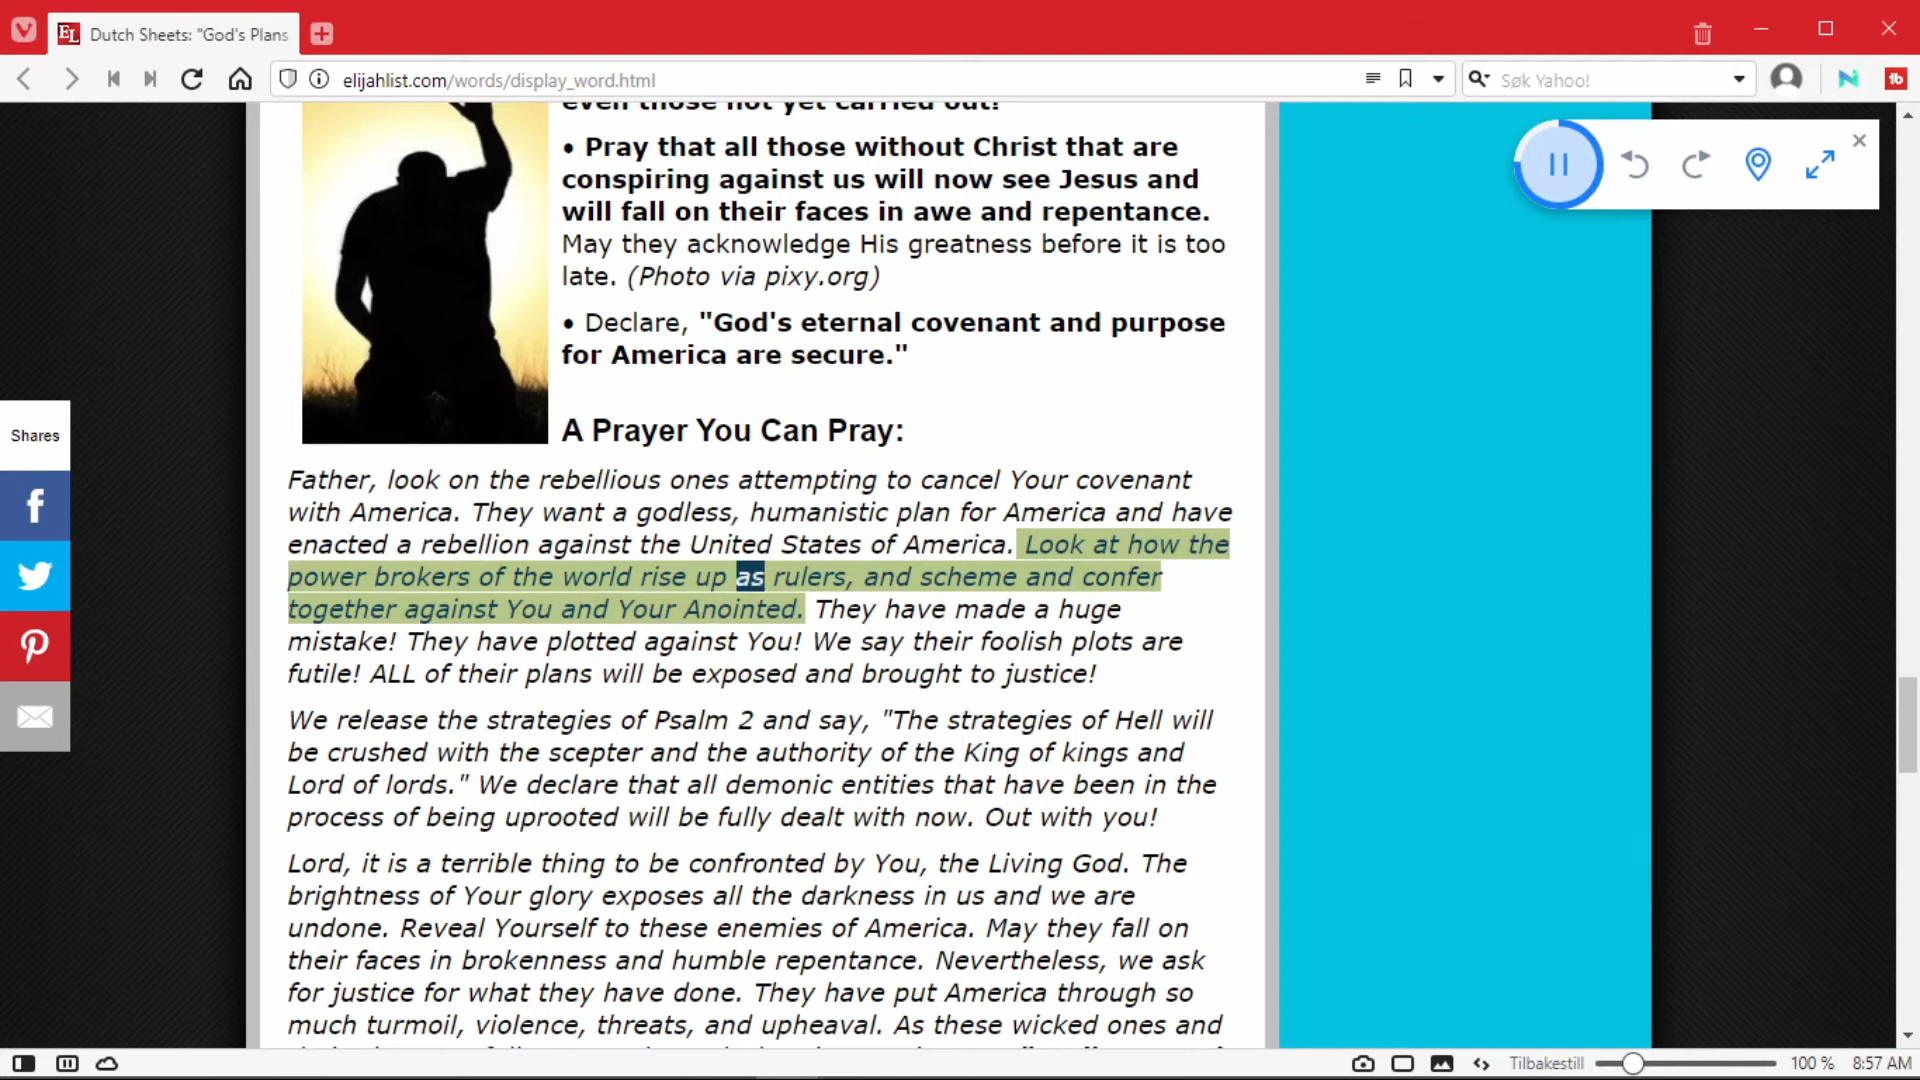 Dutch Sheets: "God's Plans
elijahlist.com/words/display_word.html
Søk Yahoo!
• Pray that all those without Christ that are
conspiring against us will now see Jesus and
will fall on their faces in awe and repentance.
May they acknowledge His greatness before it is too
late. (Photo via pixy.org)
• Declare, "God's eternal covenant and purpose
for America are secure."
Shares
A Prayer You Can Pray:
Father, look on the rebellious ones attempting to cancel Your covenant
with America. They want a godless, humanistic plan for America and have
enacted a rebellion against the United States of America. Look at how the
power brokers of the world rise up as rulers, and scheme and confer
together against You and Your Anointed. They have made a huge
mistake! They have plotted against You! We say their foolish plots are
futile! ALL of their plans will be exposed and brought to justice!
We release the strategies of Psalm 2 and say, "The strategies of Hell will
be crushed with the scepter and the authority of the King of kings and
Lord of lords." We declare that all demonic entities that have been in the
process of being uprooted will be fully dealt with now. Out with you!
Lord, it is a terrible thing to be confronted by You, the Living God. The
brightness of Your glory exposes all the darkness in us and we are
undone. Reveal Yourself to these enemies of America. May they fall on
their faces in brokenness and humble repentance. Nevertheless, we ask
for justice for what they have done. They have put America through so
much turmoil, violence, threats, and upheaval. As these wicked ones and
Tilbakestill 100 % 8:57 AM